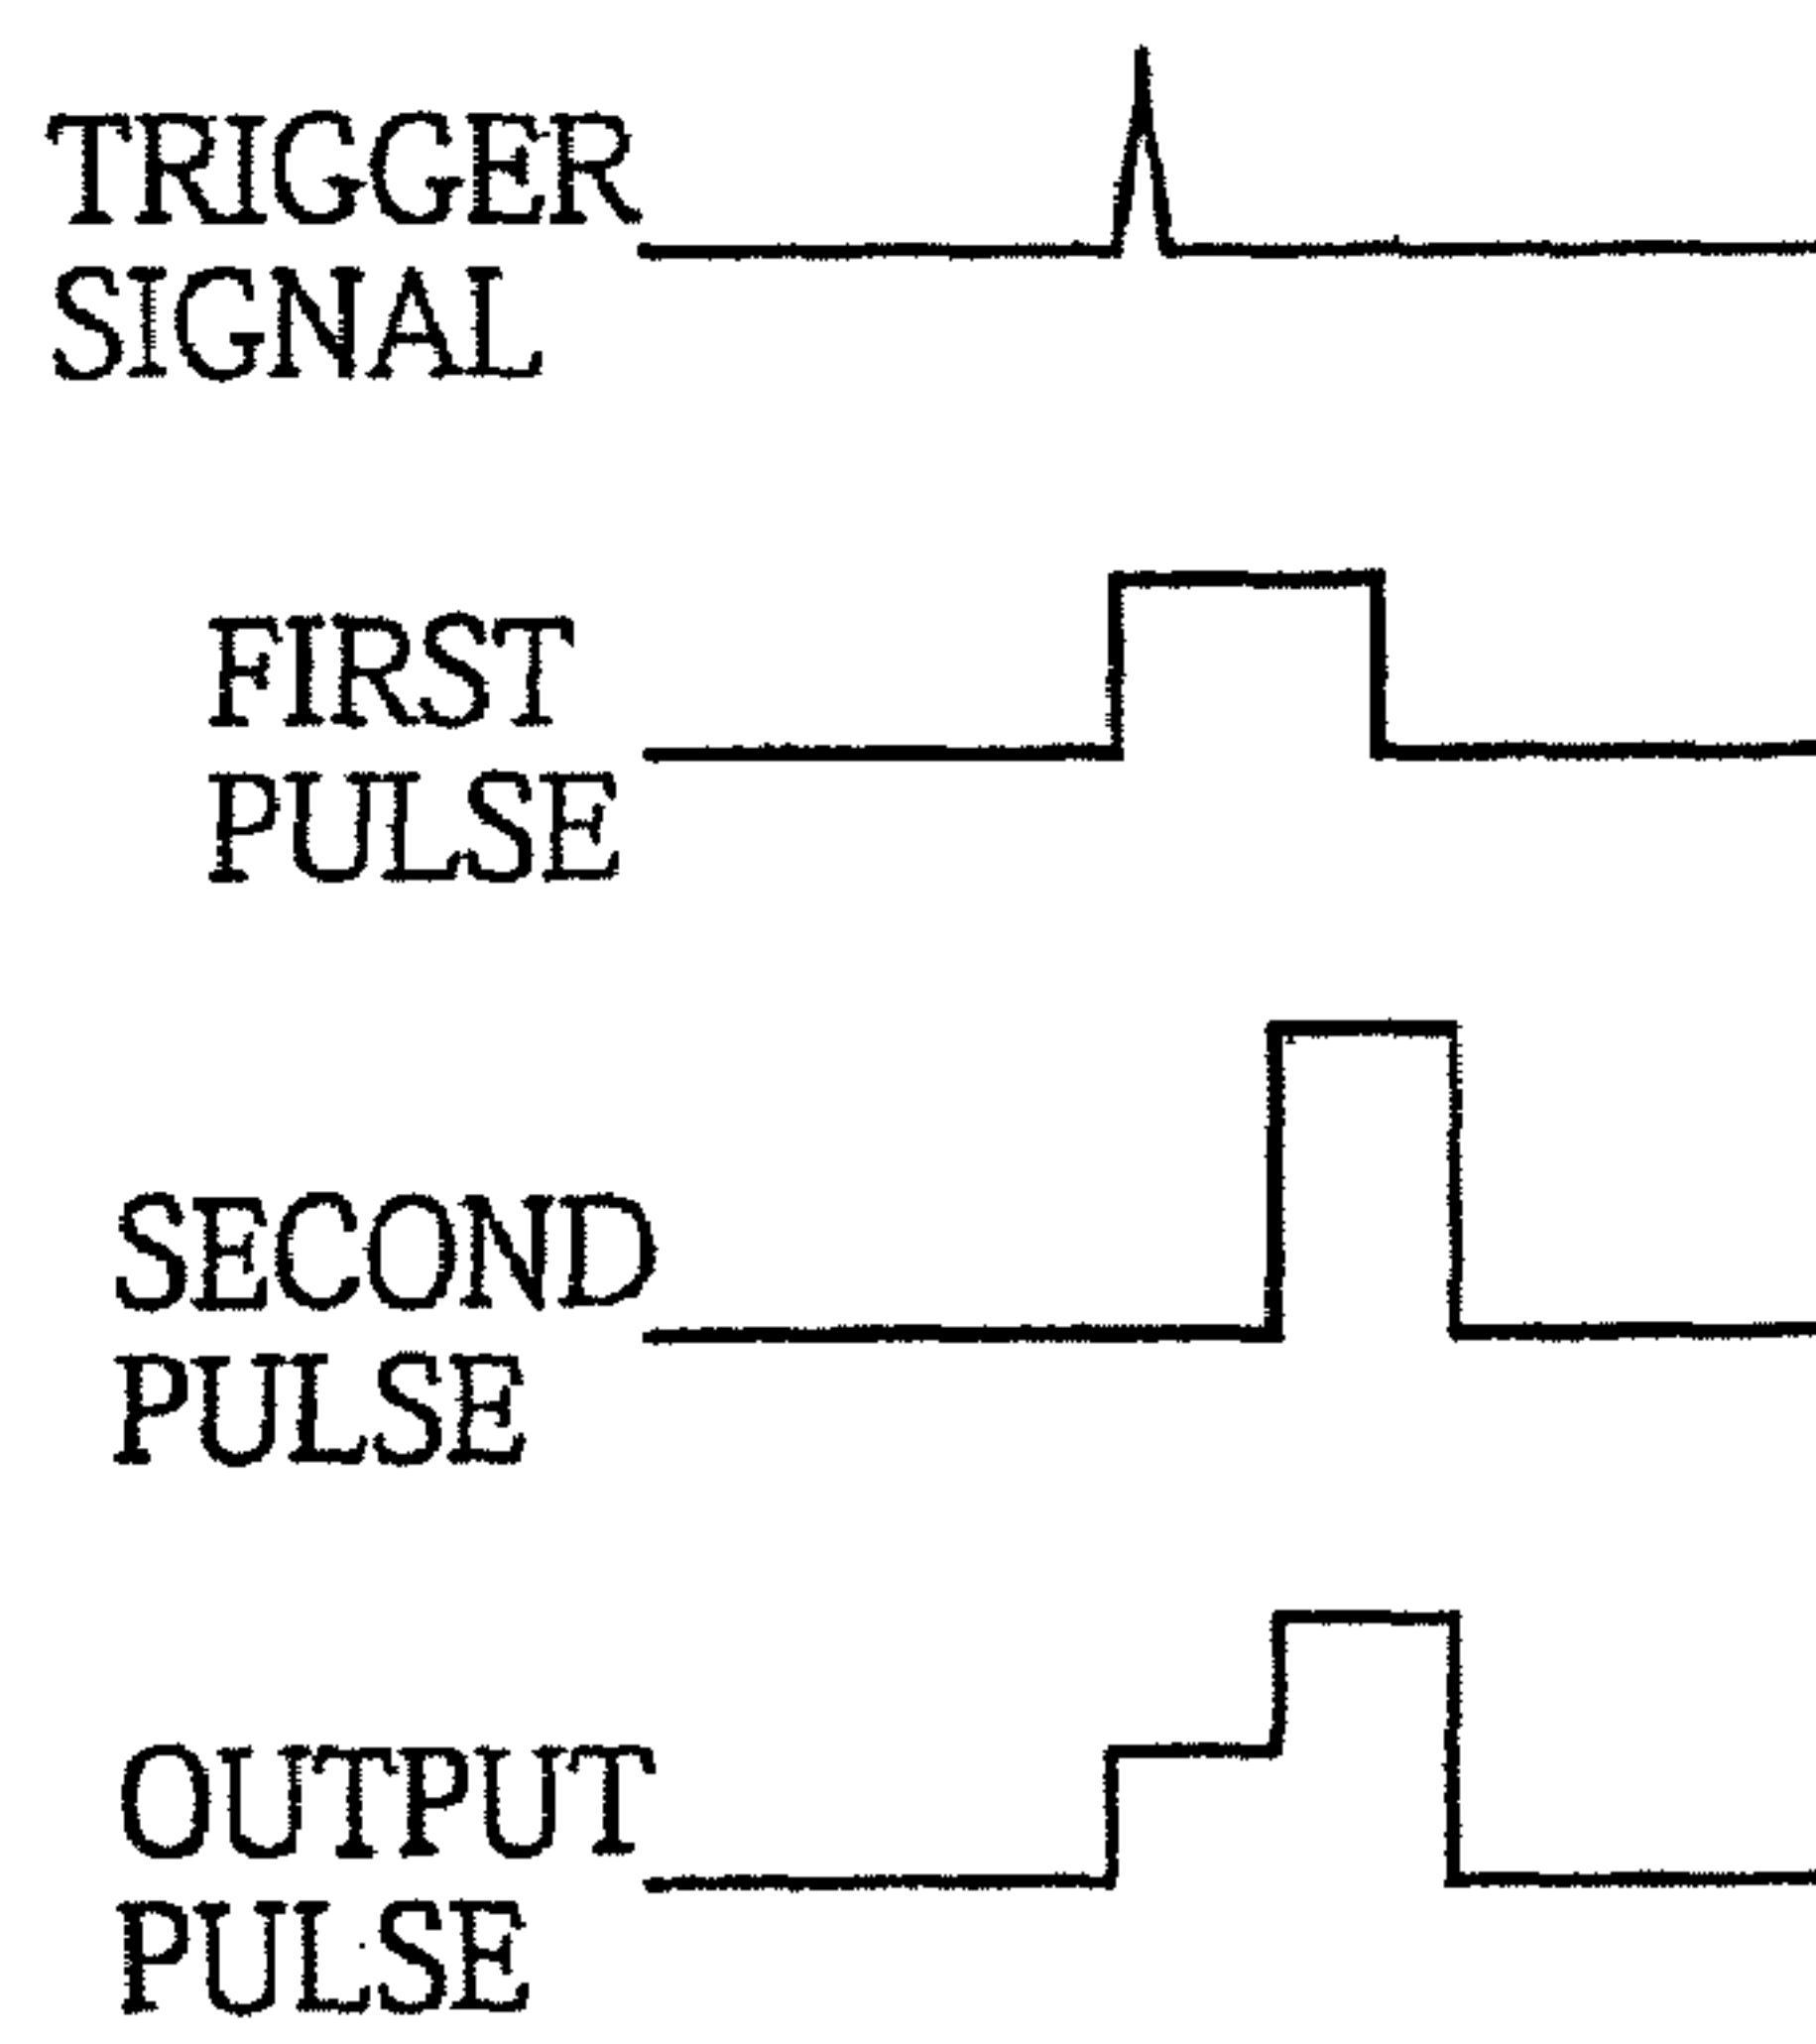 TRIGGER
SIGNAL
FIRST
PULSE
SECOND
PULSE
OUTPUT
PULSE